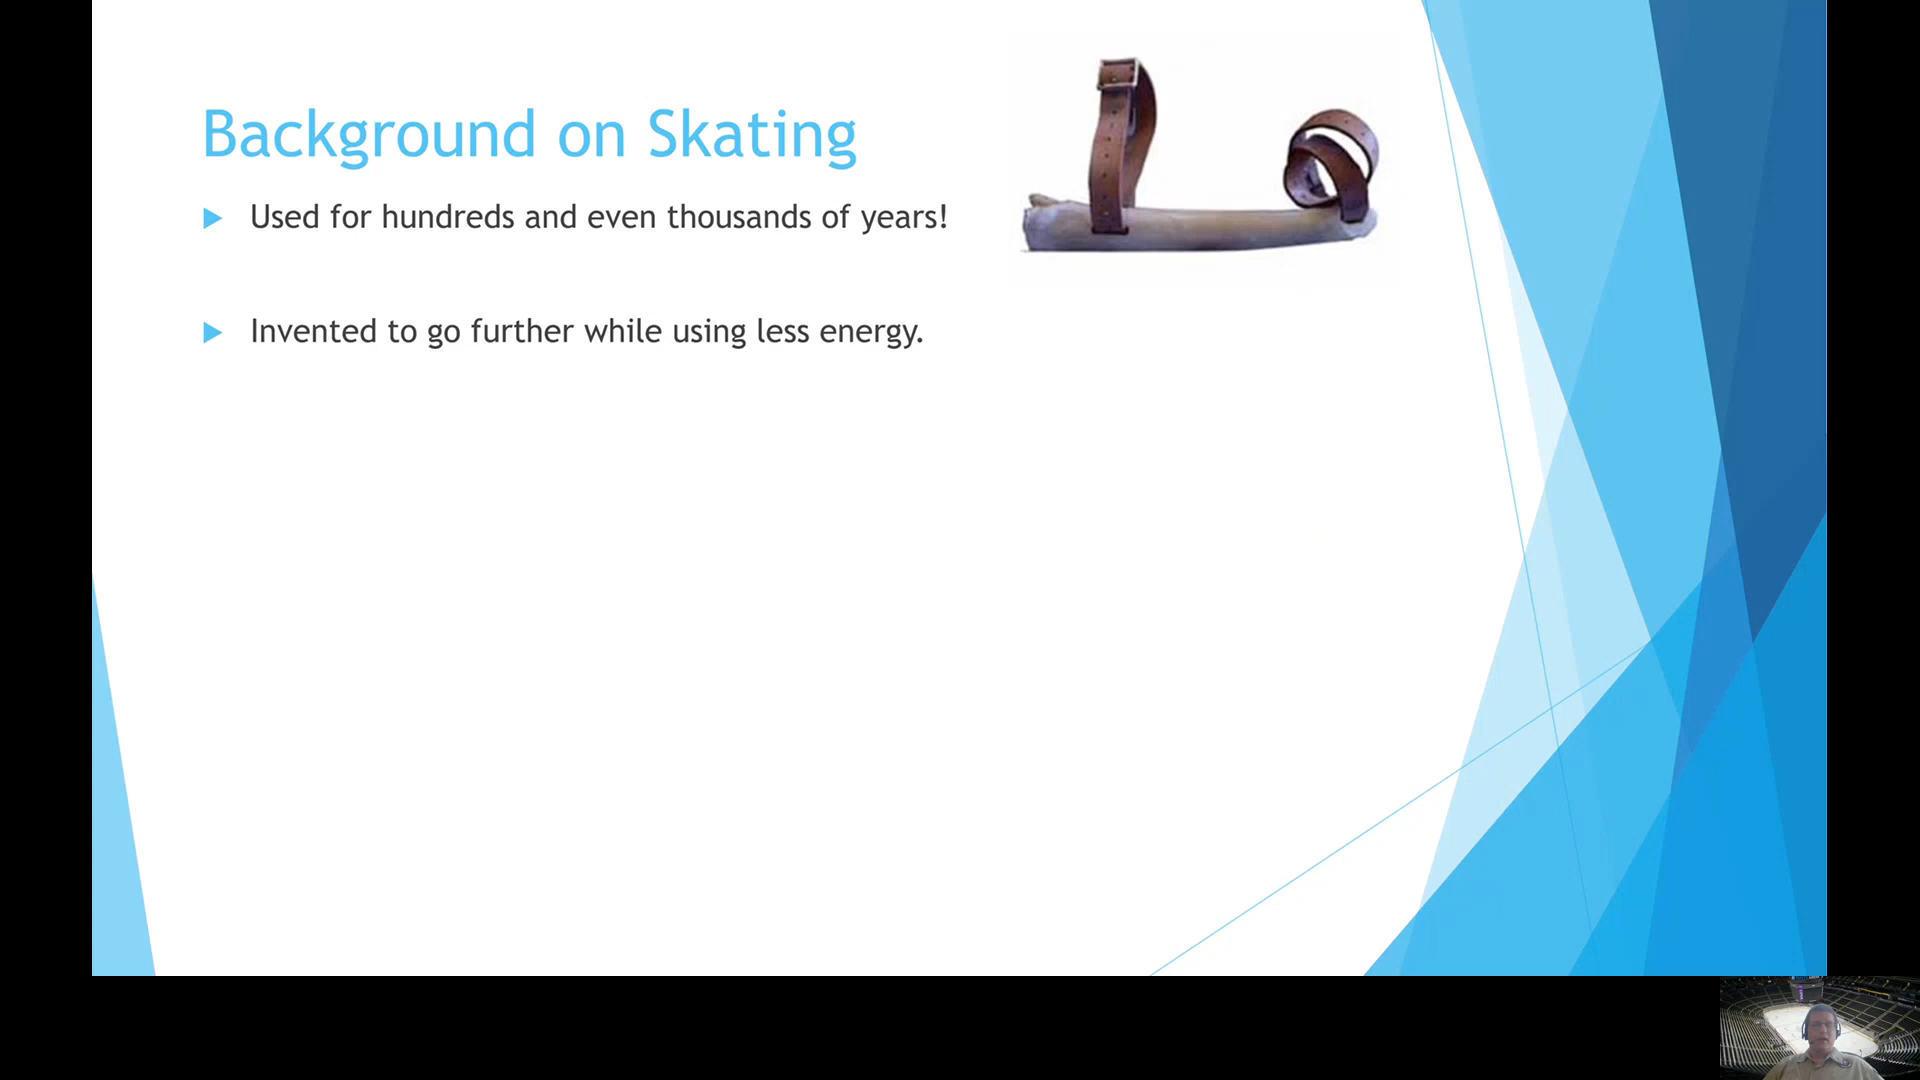 Background on Skating
Used for hundreds and even thousands of years!
Invented to go further while using less energy.